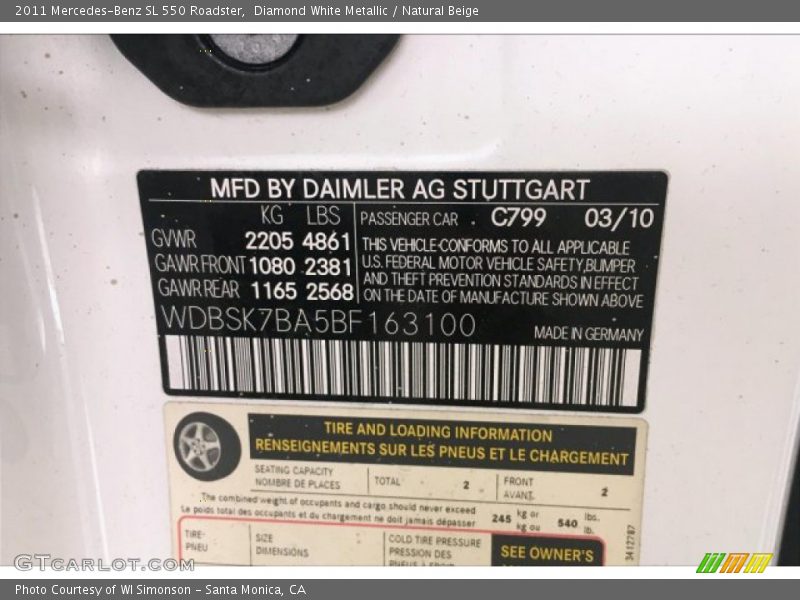 2011 Mercedes-Benz SL 550 Roadster, Diamond White Metallic / Natural Beige
MFD BY DAIMLER AG STUTTGART
KG LBS
GVWR 2205 4861
GAWR FRONT 1080 2381
GAWR REAR 1165 2568
PASSENGER CAR C799 03/10
THIS VEHICLE CONFORMS TO ALL APPLICABLE
U.S. FEDERAL MOTOR VEHICLE SAFETY, BUMPER
AND THEFT PREVENTION STANDARDS IN EFFECT
ON THE DATE OF MANUFACTURE SHOWN ABOVE
WDBSK7BA5BF163100
MADE IN GERMANY
TIRE AND LOADING INFORMATION
RENSEIGNEMENTS SUR LES PNEUS ET LE CHARGEMENT
SEATING CAPACITY
NOMBRE DE PLACES
TOTAL 2
FRONT
AVANT 2
The combined weight of occupants and cargo should never exceed
Le poids total des occupants et du chargement ne doit jamais dépasser
245 kg or
kg ou
540 lbs.
lb.
TIRE
PNEU
SIZE
DIMENSIONS
COLD TIRE PRESSURE
PRESSION DES
PNEUS À FROID
SEE OWNER'S
3412787
GTCarLot.com
Photo Courtesy of WI Simonson - Santa Monica, CA